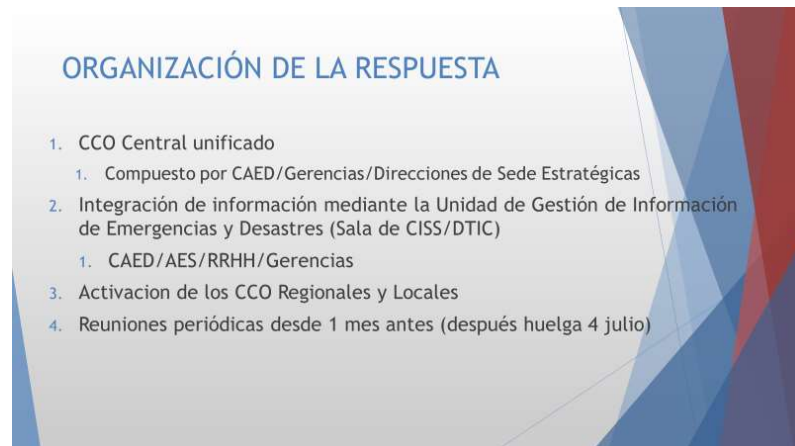 ORGANIZACIÓN DE LA RESPUESTA
1. CCO Central unificado
1. Compuesto por CAED/Gerencias/Direcciones de Sede Estratégicas
2. Integración de información mediante la Unidad de Gestión de Información
de Emergencias y Desastres (Sala de CISS/DTIC)
1. CAED/AES/RRHH/Gerencias
3. Activacion de los CCO Regionales y Locales
4. Reuniones periódicas desde 1 mes antes (después huelga 4 julio)